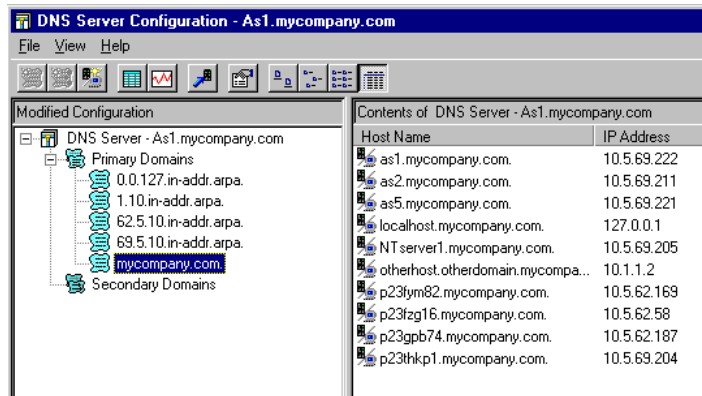 DNS Server Configuration - As1.mycompany.com
File View Help
Modified Configuration
DNS Server - As1.mycompany.com
Primary Domains
0.0.127.in-addr.arpa.
1.10.in-addr.arpa.
62.5.10.in-addr.arpa.
69.5.10.in-addr.arpa.
mycompany.com.
Secondary Domains
Contents of DNS Server - As1.mycompany.com
Host Name IP Address
as1.mycompany.com. 10.5.69.222
as2.mycompany.com. 10.5.69.211
as5.mycompany.com. 10.5.69.221
localhost.mycompany.com. 127.0.0.1
NTserver1.mycompany.com. 10.5.69.205
otherhost.otherdomain.mycompa... 10.1.1.2
p23fym82.mycompany.com. 10.5.62.169
p23fzg16.mycompany.com. 10.5.62.58
p23gpb74.mycompany.com. 10.5.62.187
p23thkp1.mycompany.com. 10.5.69.204